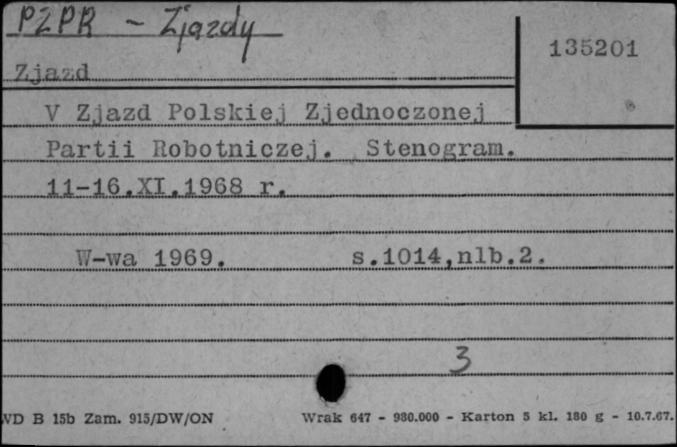 PZPR - Zjazdy
135201
Zjazd
V Zjazd Polskiej Zjednoczonej
Partii Robotniczej. Stenogram.
11-16.XI.1968 r.
W-wa 1969. s.1014,nlb.2.
3
WD B 15b Zam. 915/DW/ON Wrak 647 - 980.000 - Karton 5 kl. 180 g - 10.7.67.